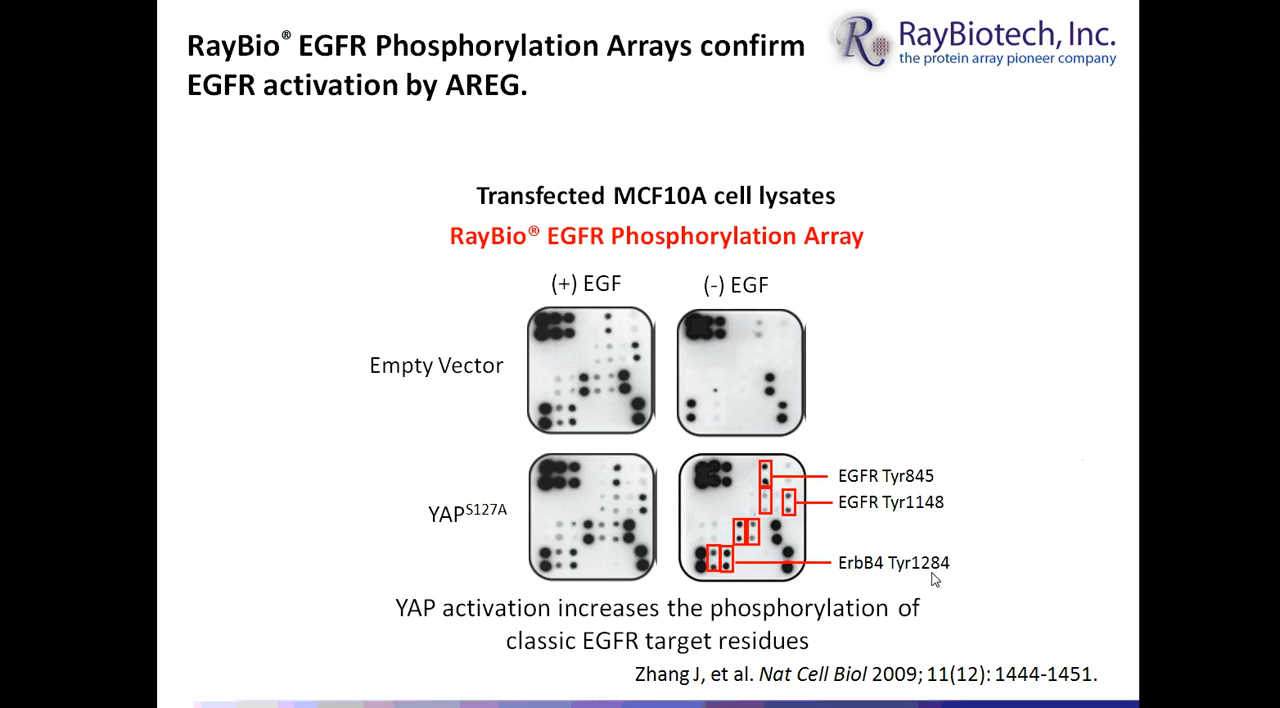 RayBio® EGFR Phosphorylation Arrays confirm
EGFR activation by AREG.
R
RayBiotech, Inc.
the protein array pioneer company
Transfected MCF10A cell lysates
RayBio® EGFR Phosphorylation Array
(+) EGF
(-) EGF
Empty Vector
YAPS127A
EGFR Tyr845
EGFR Tyr1148
ErbB4 Tyr1284
YAP activation increases the phosphorylation of
classic EGFR target residues
Zhang J, et al. Nat Cell Biol 2009; 11(12): 1444-1451.